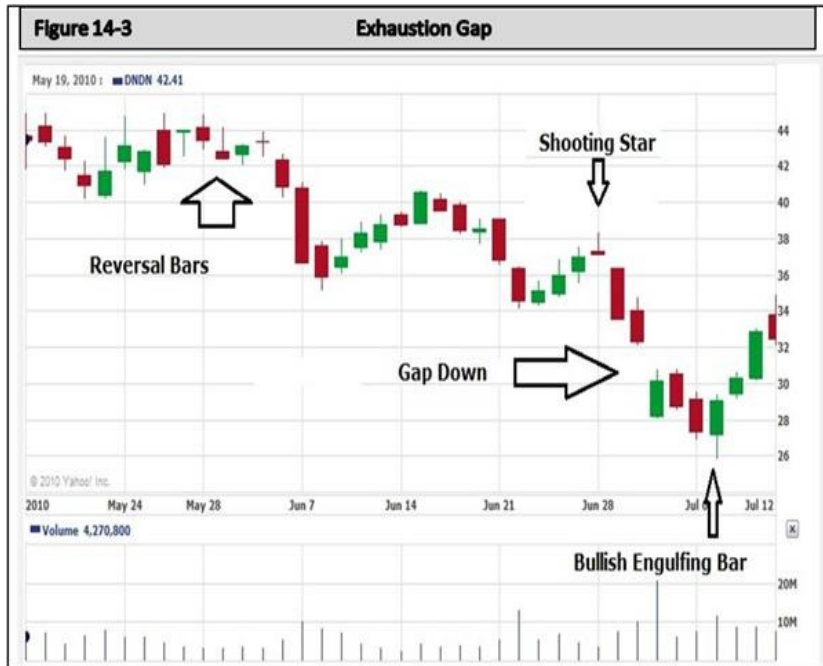 Figure 14-3 Exhaustion Gap
May 19, 2010 : DNDN 42.41
44
Shooting Star
42
40
Reversal Bars
38
36
34
Gap Down
32
30
28
26
© 2010 Yahoo! Inc.
2010 May 24 May 28 Jun 7 Jun 14 Jun 21 Jun 28 Jul Jul 12
Volume 4,270,800 x
Bullish Engulfing Bar
20M
10M